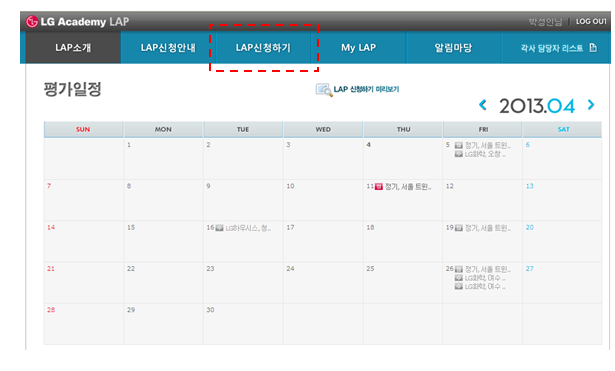 LG Academy LAP
박성인님 LOG OUT
LAP소개 LAP신청안내 LAP신청하기 My LAP 알림마당 각사 담당자 리스트
평가일정
LAP 신청하기 미리보기
2013.04
SUN MON TUE WED THU FRI SAT
1 2 3 4 5 정기, 서울 트윈.. 6
LG화학, 오창 ..
7 8 9 10 11 정기, 서울 트윈.. 12 13
14 15 16 LG하우시스, 청.. 17 18 19 정기, 서울 트윈.. 20
21 22 23 24 25 26 정기, 서울 트윈.. 27
LG화학, 여수 ..
LG화학, 여수 ..
28 29 30